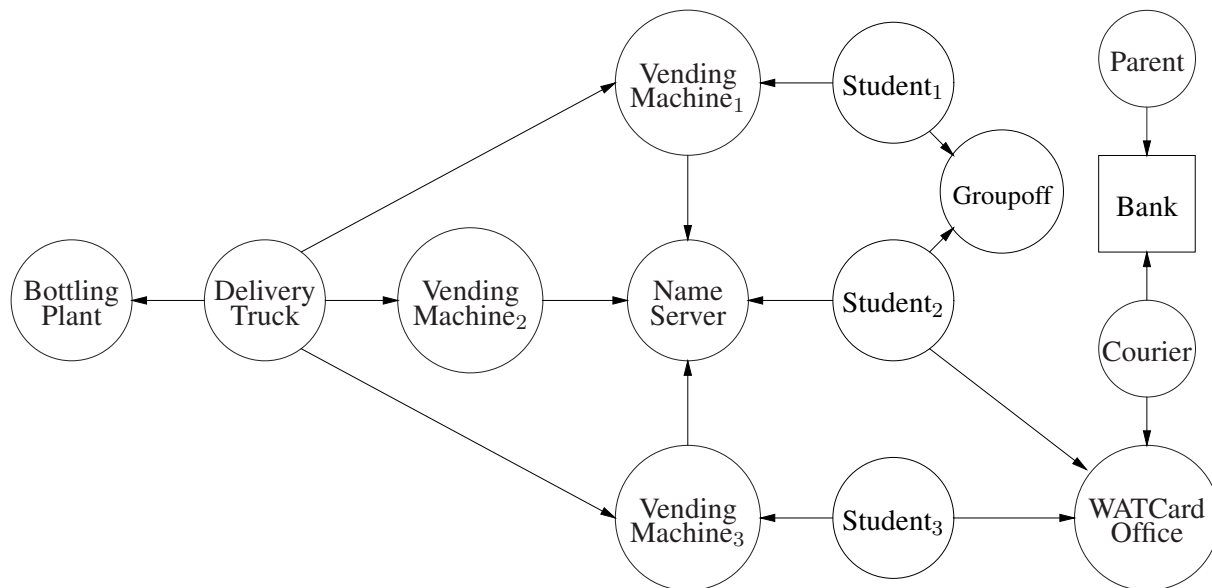 Vending
Machine₁
Student₁
Parent
Groupoff
Bank
Bottling
Plant
Delivery
Truck
Vending
Machine₂
Name
Server
Student₂
Courier
Vending
Machine₃
Student₃
WATCard
Office